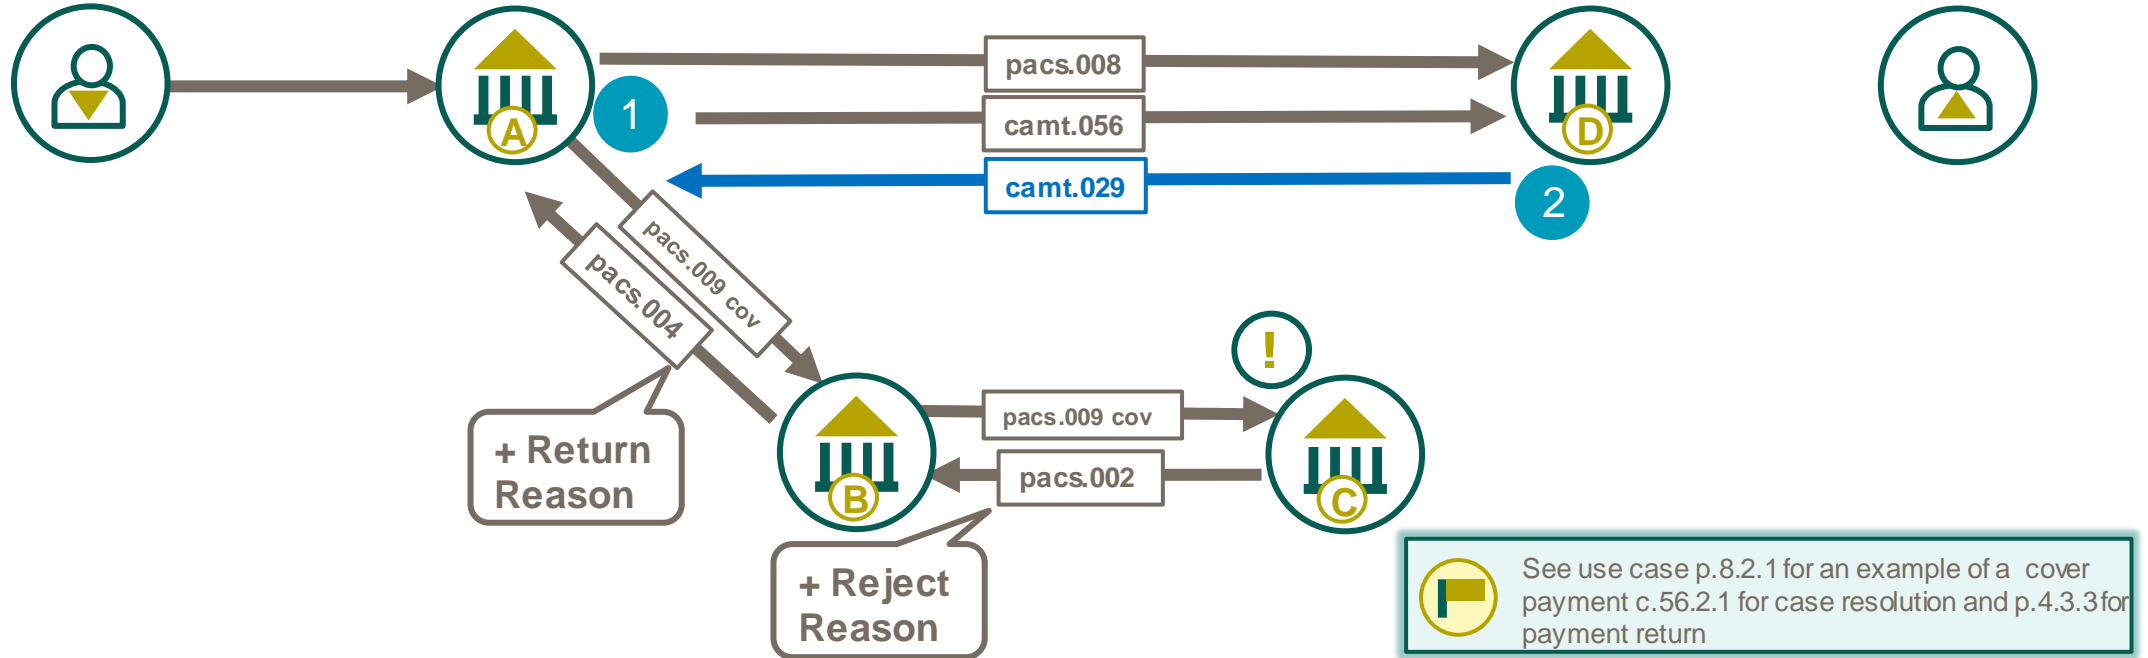 pacs.008
A
1
camt.056
D
camt.029
2
pacs.009 cov
pacs.004
!
pacs.009 cov
+ Return
Reason
B
pacs.002
C
+ Reject
Reason
See use case p.8.2.1 for an example of a cover
payment c.56.2.1 for case resolution and p.4.3.3 for
payment return